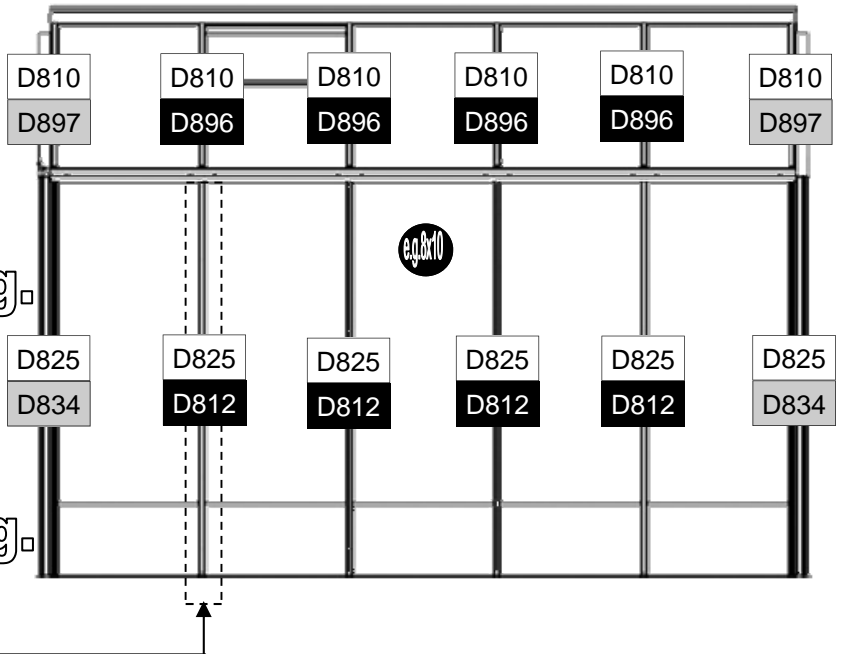 D810 D810 D810 D810 D810 D810
D897 D896 D896 D896 D896 D897
e.g.8x10
g.
D825 D825 D825 D825 D825 D825
D834 D812 D812 D812 D812 D834
g.